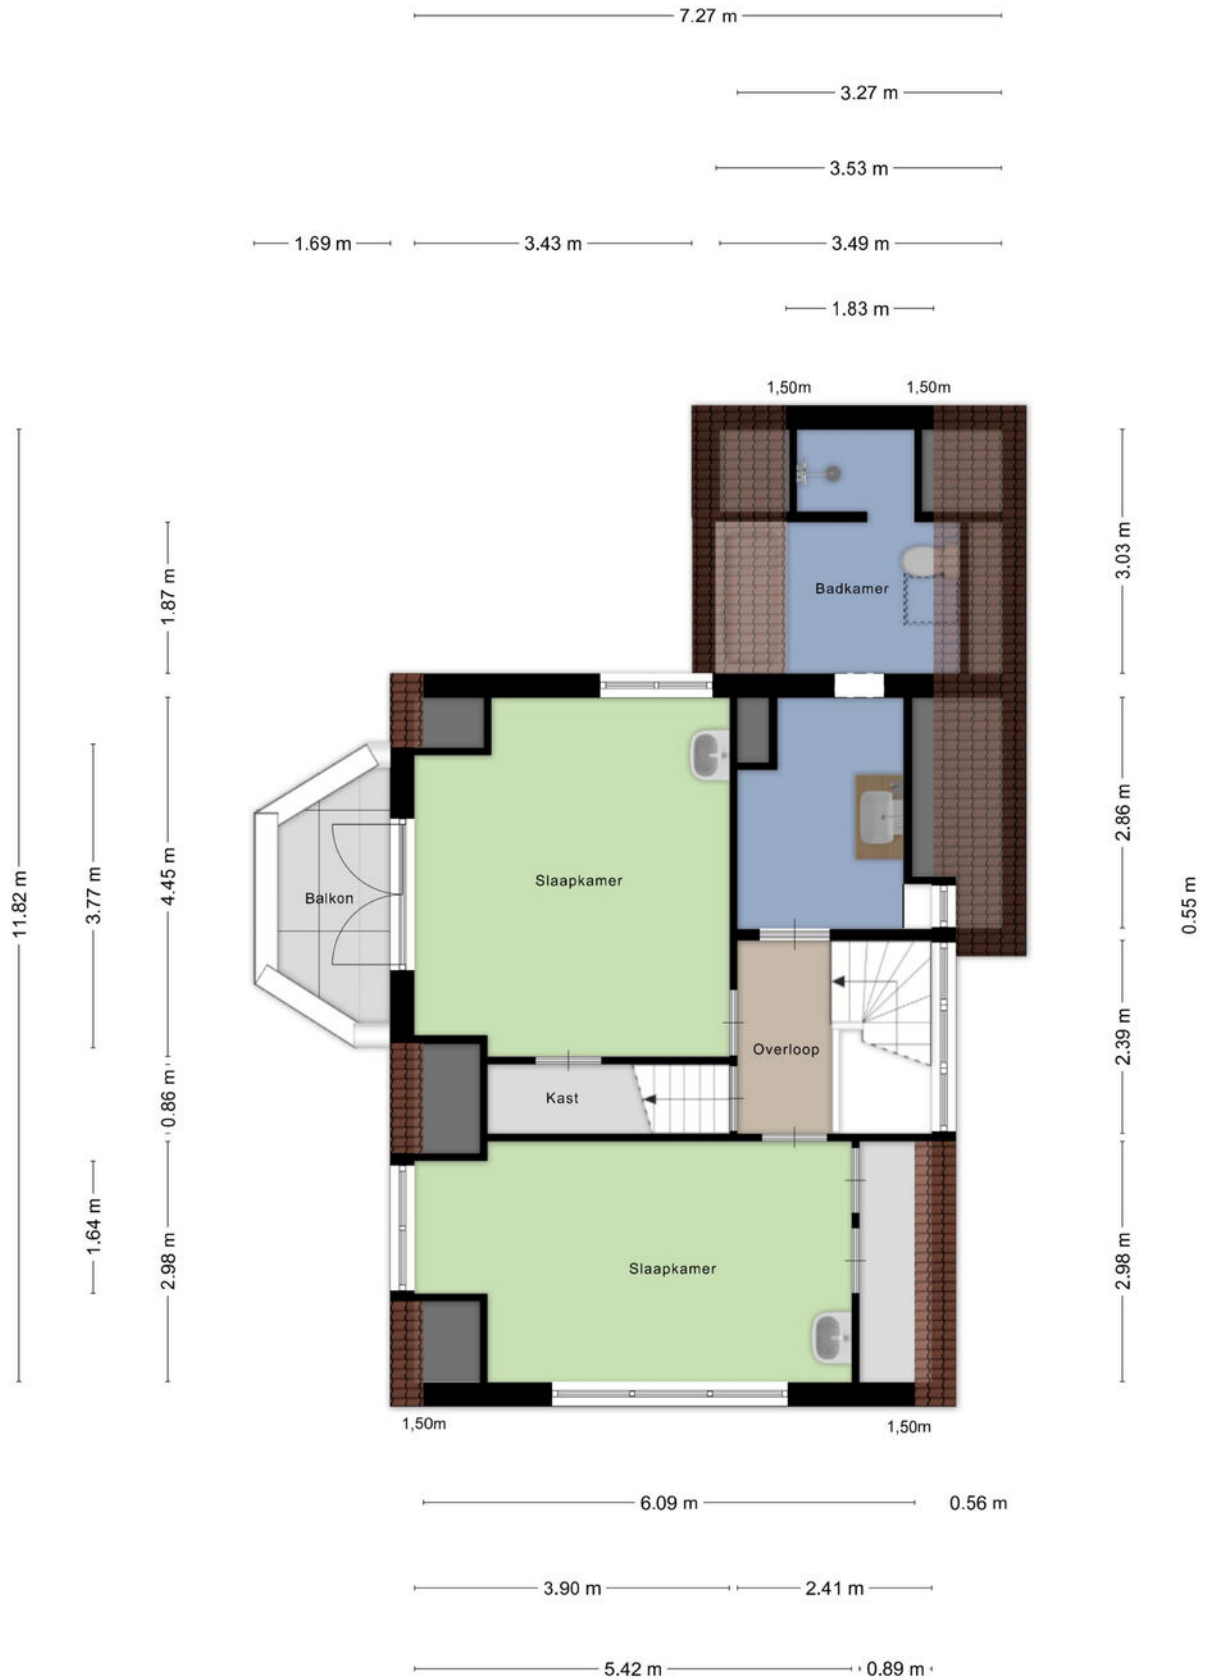 7.27 m
3.27 m
3.53 m
1.69 m
3.43 m
3.49 m
1.83 m
1,50m
1,50m
3.03 m
1.87 m
Badkamer
11.82 m
3.77 m
4.45 m
2.86 m
0.55 m
Slaapkamer
Balkon
2.39 m
Overloop
0.86 m
Kast
1.64 m
2.98 m
2.98 m
Slaapkamer
1,50m
1,50m
6.09 m
0.56 m
3.90 m
2.41 m
5.42 m
0.89 m